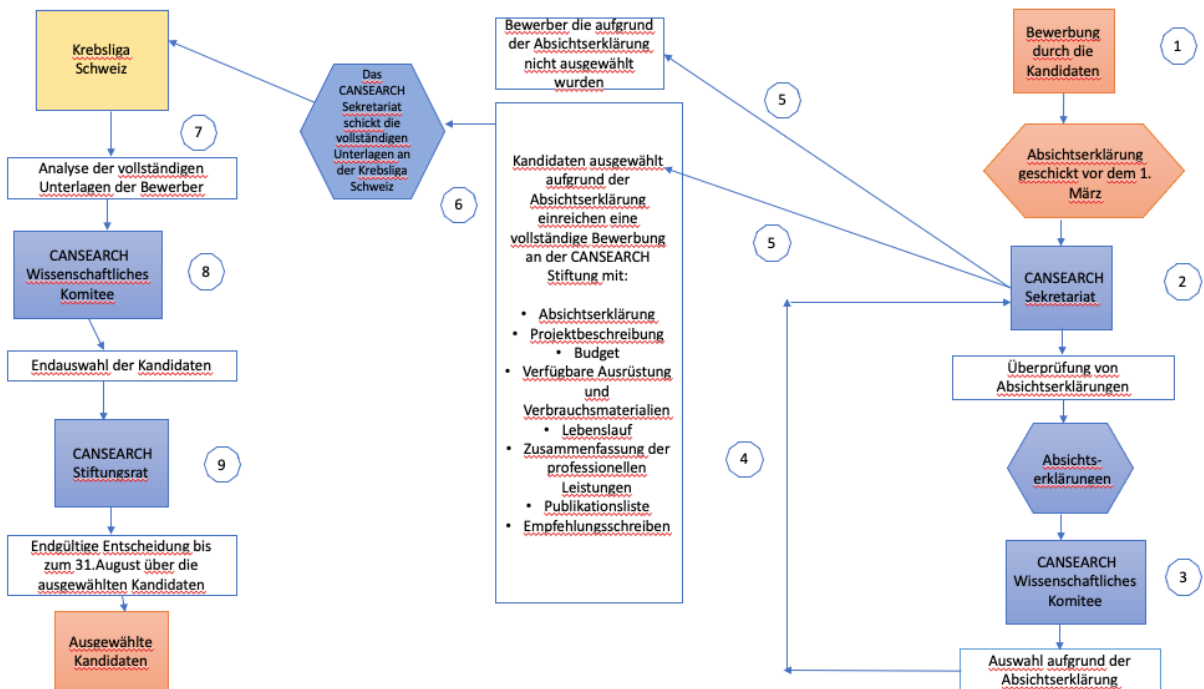 Bewerbung
durch die
Kandidaten
1
Absichtserklärung
geschickt vor dem 1.
März
CANSEARCH
Sekretariat
2
Überprüfung von
Absichtserklärungen
Absichts-
erklärungen
CANSEARCH
Wissenschaftliches
Komitee
3
Auswahl aufgrund der
Absichtserklärung
4
5
Bewerber die aufgrund
der Absichtserklärung
nicht ausgewählt
wurden
5
Kandidaten ausgewählt
aufgrund der
Absichtserklärung
einreichen eine
vollständige Bewerbung
an der CANSEARCH
Stiftung mit:
• Absichtserklärung
• Projektbeschreibung
• Budget
• Verfügbare Ausrüstung
und
Verbrauchsmaterialien
• Lebenslauf
• Zusammenfassung der
professionellen
Leistungen
• Publikationsliste
• Empfehlungsschreiben
Das
CANSEARCH
Sekretariat
schickt die
vollständigen
Unterlagen an
der Krebsliga
Schweiz
6
Krebsliga
Schweiz
7
Analyse der vollständigen
Unterlagen der Bewerber
CANSEARCH
Wissenschaftliches
Komitee
8
Endauswahl der Kandidaten
CANSEARCH
Stiftungsrat
9
Endgültige Entscheidung bis
zum 31.August über die
ausgewählten Kandidaten
Ausgewählte
Kandidaten